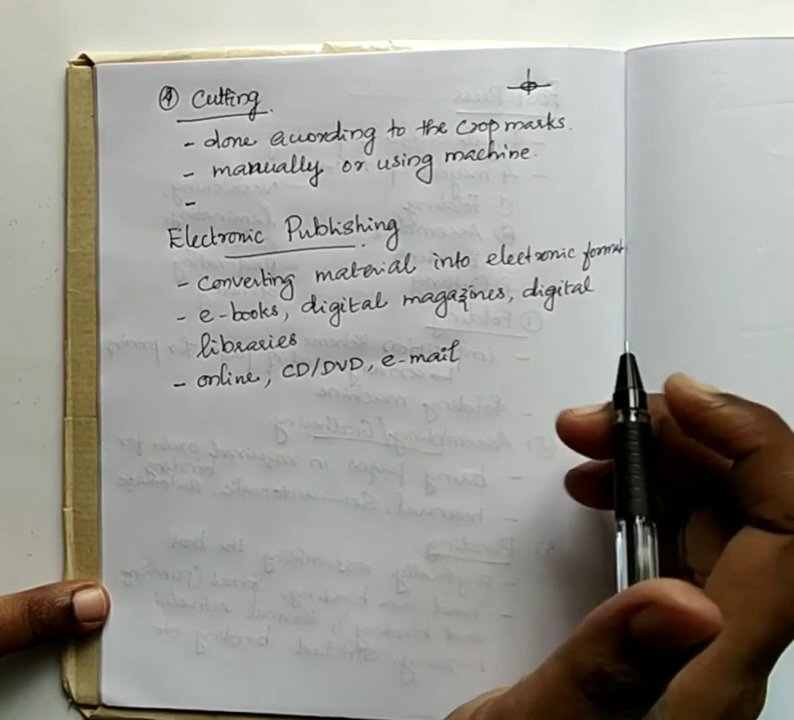 ④ Cutting.
- done according to the Crop marks.
- manually or using machine.
-
Electronic Publishing.
- Converting material into electronic format.
- e-books, digital magazines, digital
libraries
- online, CD/DVD, e-mail